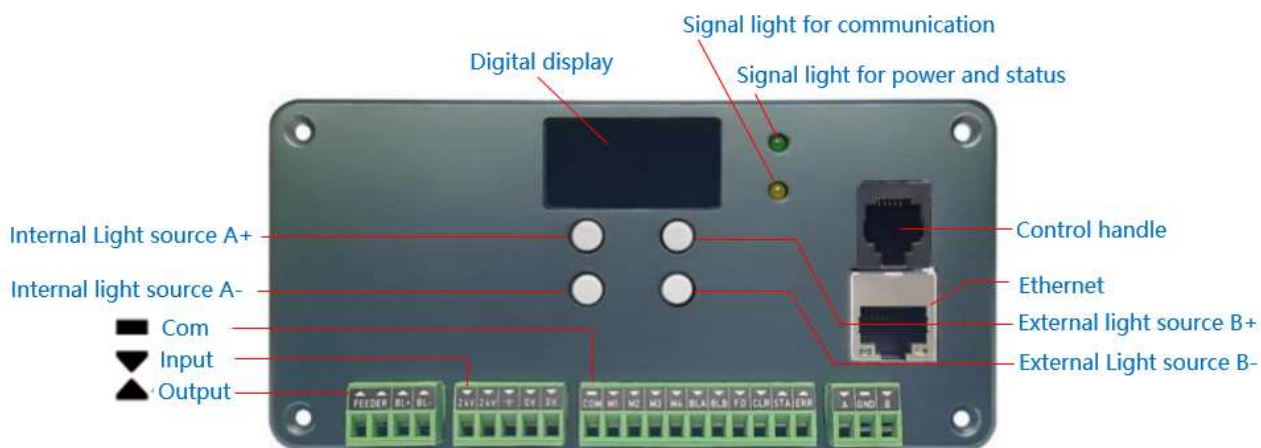 Signal light for communication
Digital display
Signal light for power and status
Internal Light source A+
Control handle
Internal light source A-
Ethernet
Com
External light source B+
Input
External Light source B-
Output
FEEDER BL+ BL-
24V 24V 0V 0V
COM M1 M2 M3 M4 BLA BLB FD CLR STA ERR
A GND B